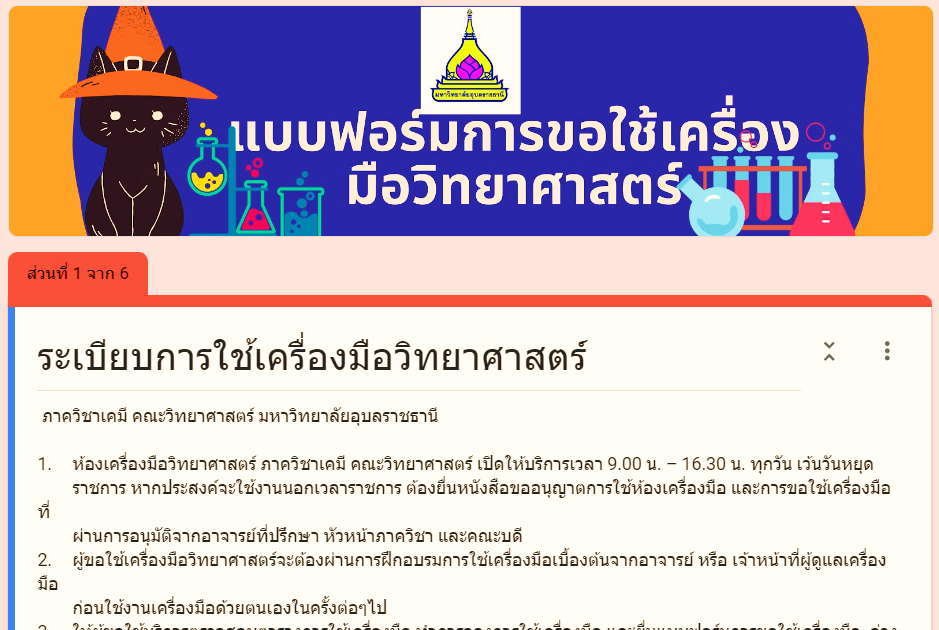 มหาวิทยาลัยอุบลราชธานี
แบบฟอร์มการขอใช้เครื่อง
มือวิทยาศาสตร์
ส่วนที่ 1 จาก 6
ระเบียบการใช้เครื่องมือวิทยาศาสตร์
ภาควิชาเคมี คณะวิทยาศาสตร์ มหาวิทยาลัยอุบลราชธานี
1. ห้องเครื่องมือวิทยาศาสตร์ ภาควิชาเคมี คณะวิทยาศาสตร์ เปิดให้บริการเวลา 9.00 น. – 16.30 น. ทุกวัน เว้นวันหยุด
ราชการ หากประสงค์จะใช้งานนอกเวลาราชการ ต้องยื่นหนังสือขออนุญาตการใช้ห้องเครื่องมือ และการขอใช้เครื่องมือ
ที่
ผ่านการอนุมัติจากอาจารย์ที่ปรึกษา หัวหน้าภาควิชา และคณะบดี
2. ผู้ขอใช้เครื่องมือวิทยาศาสตร์จะต้องผ่านการฝึกอบรมการใช้เครื่องมือเบื้องต้นจากอาจารย์ หรือ เจ้าหน้าที่ผู้ดูแลเครื่อง
มือ
ก่อนใช้งานเครื่องมือด้วยตนเองในครั้งต่อๆไป